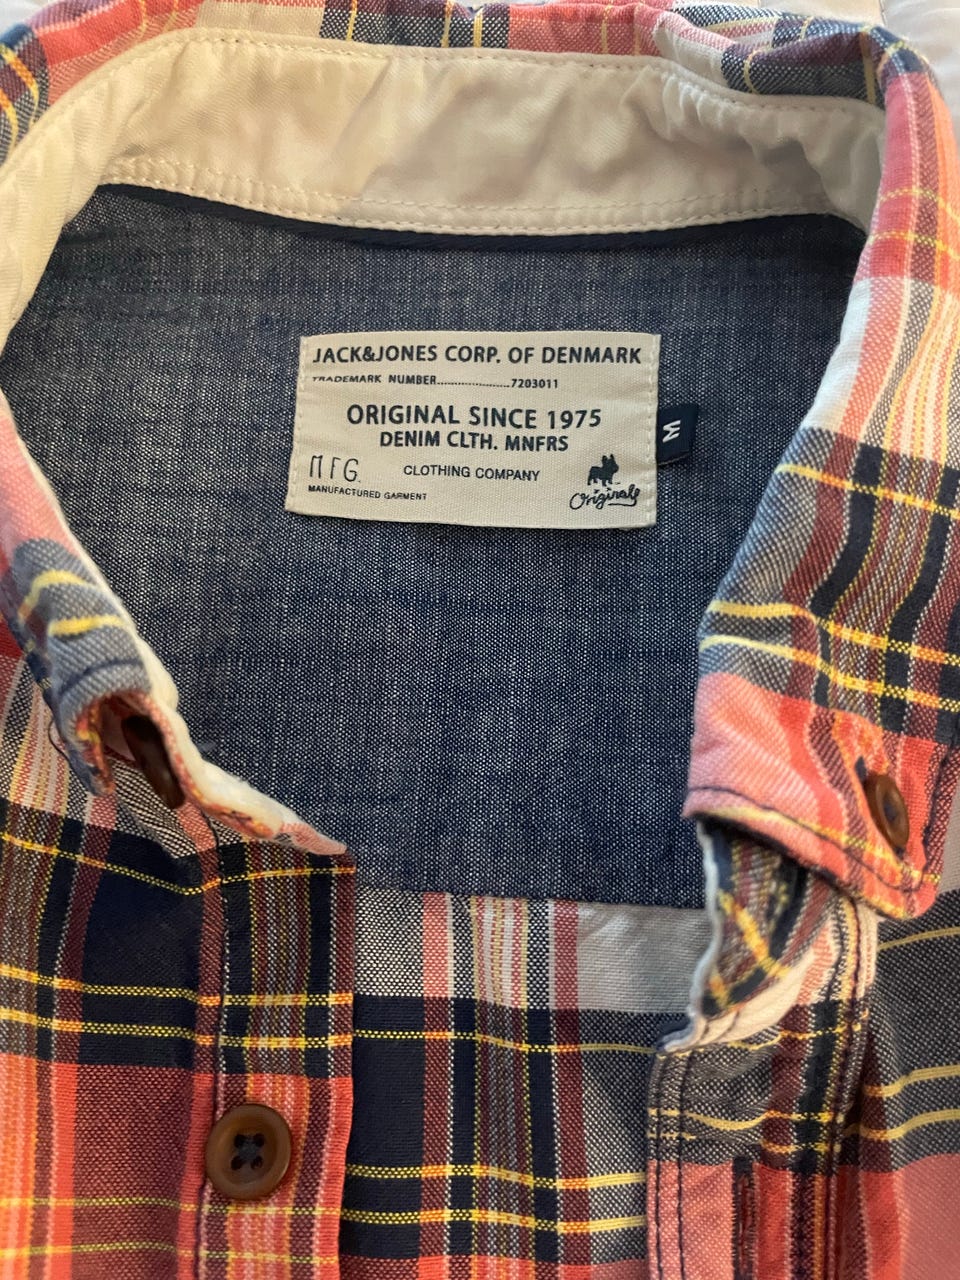 JACK&JONES CORP. OF DENMARK
TRADEMARK NUMBER......................7203011
ORIGINAL SINCE 1975
DENIM CLTH. MNFRS
MFG. CLOTHING COMPANY
MANUFACTURED GARMENT
Originals
M